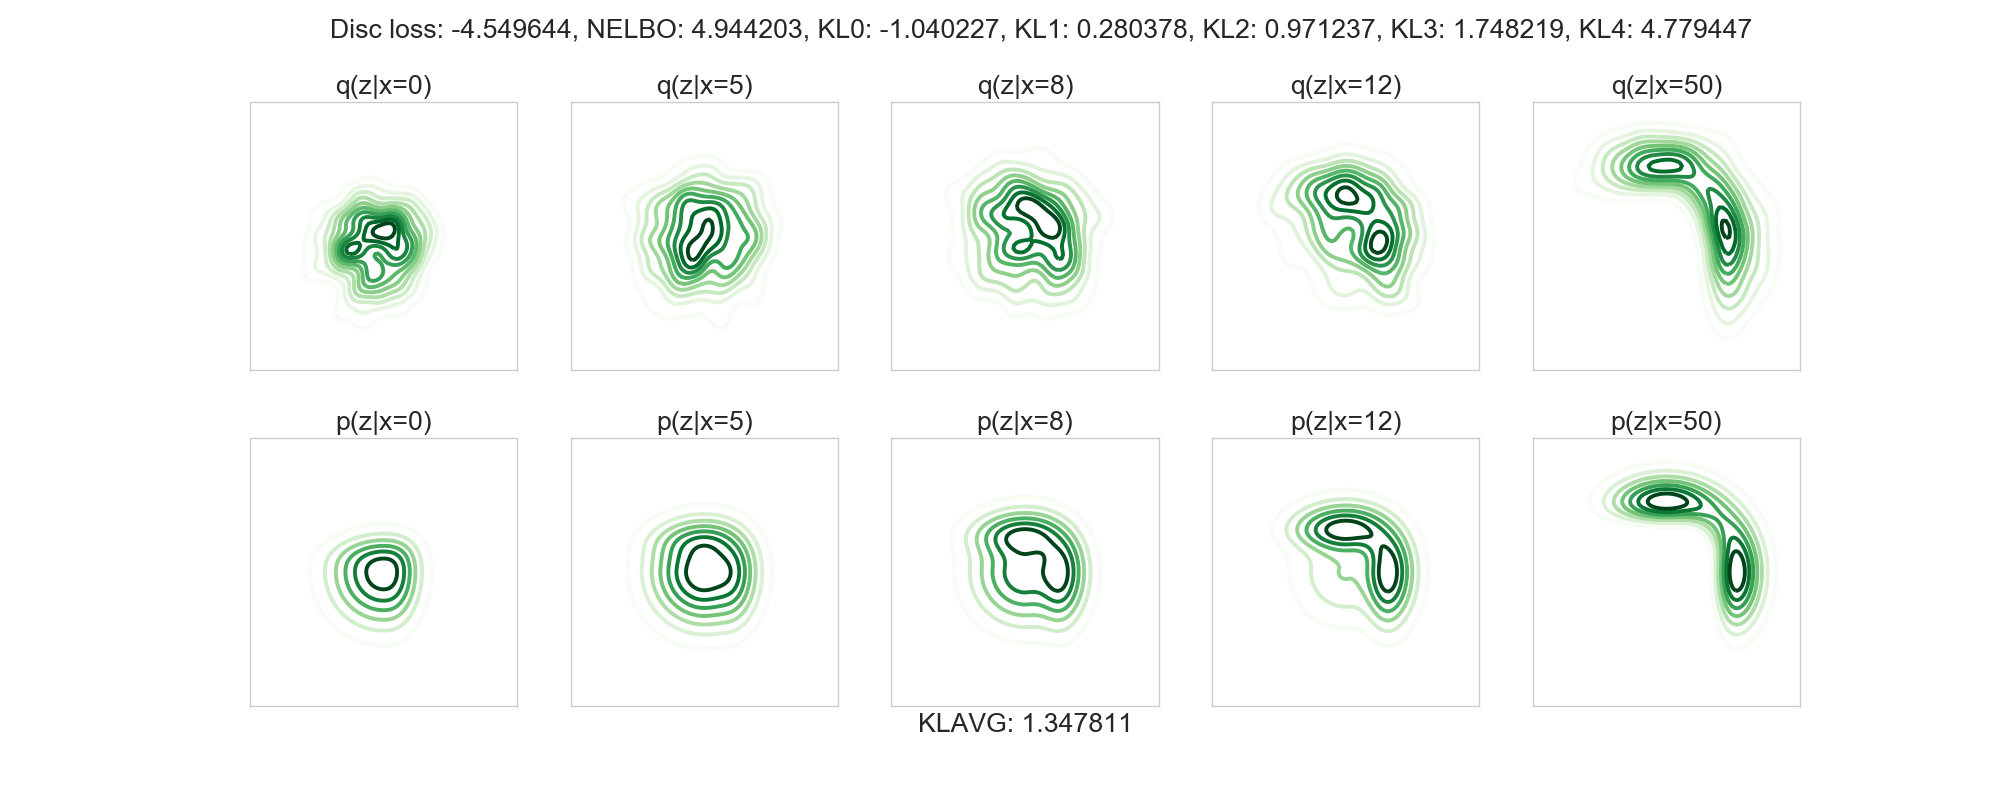 Disc loss: -4.549644, NELBO: 4.944203, KL0: -1.040227, KL1: 0.280378, KL2: 0.971237, KL3: 1.748219, KL4: 4.779447
q(z|x=0) q(z|x=5) q(z|x=8) q(z|x=12) q(z|x=50)
p(z|x=0) p(z|x=5) p(z|x=8) p(z|x=12) p(z|x=50)
KLAVG: 1.347811